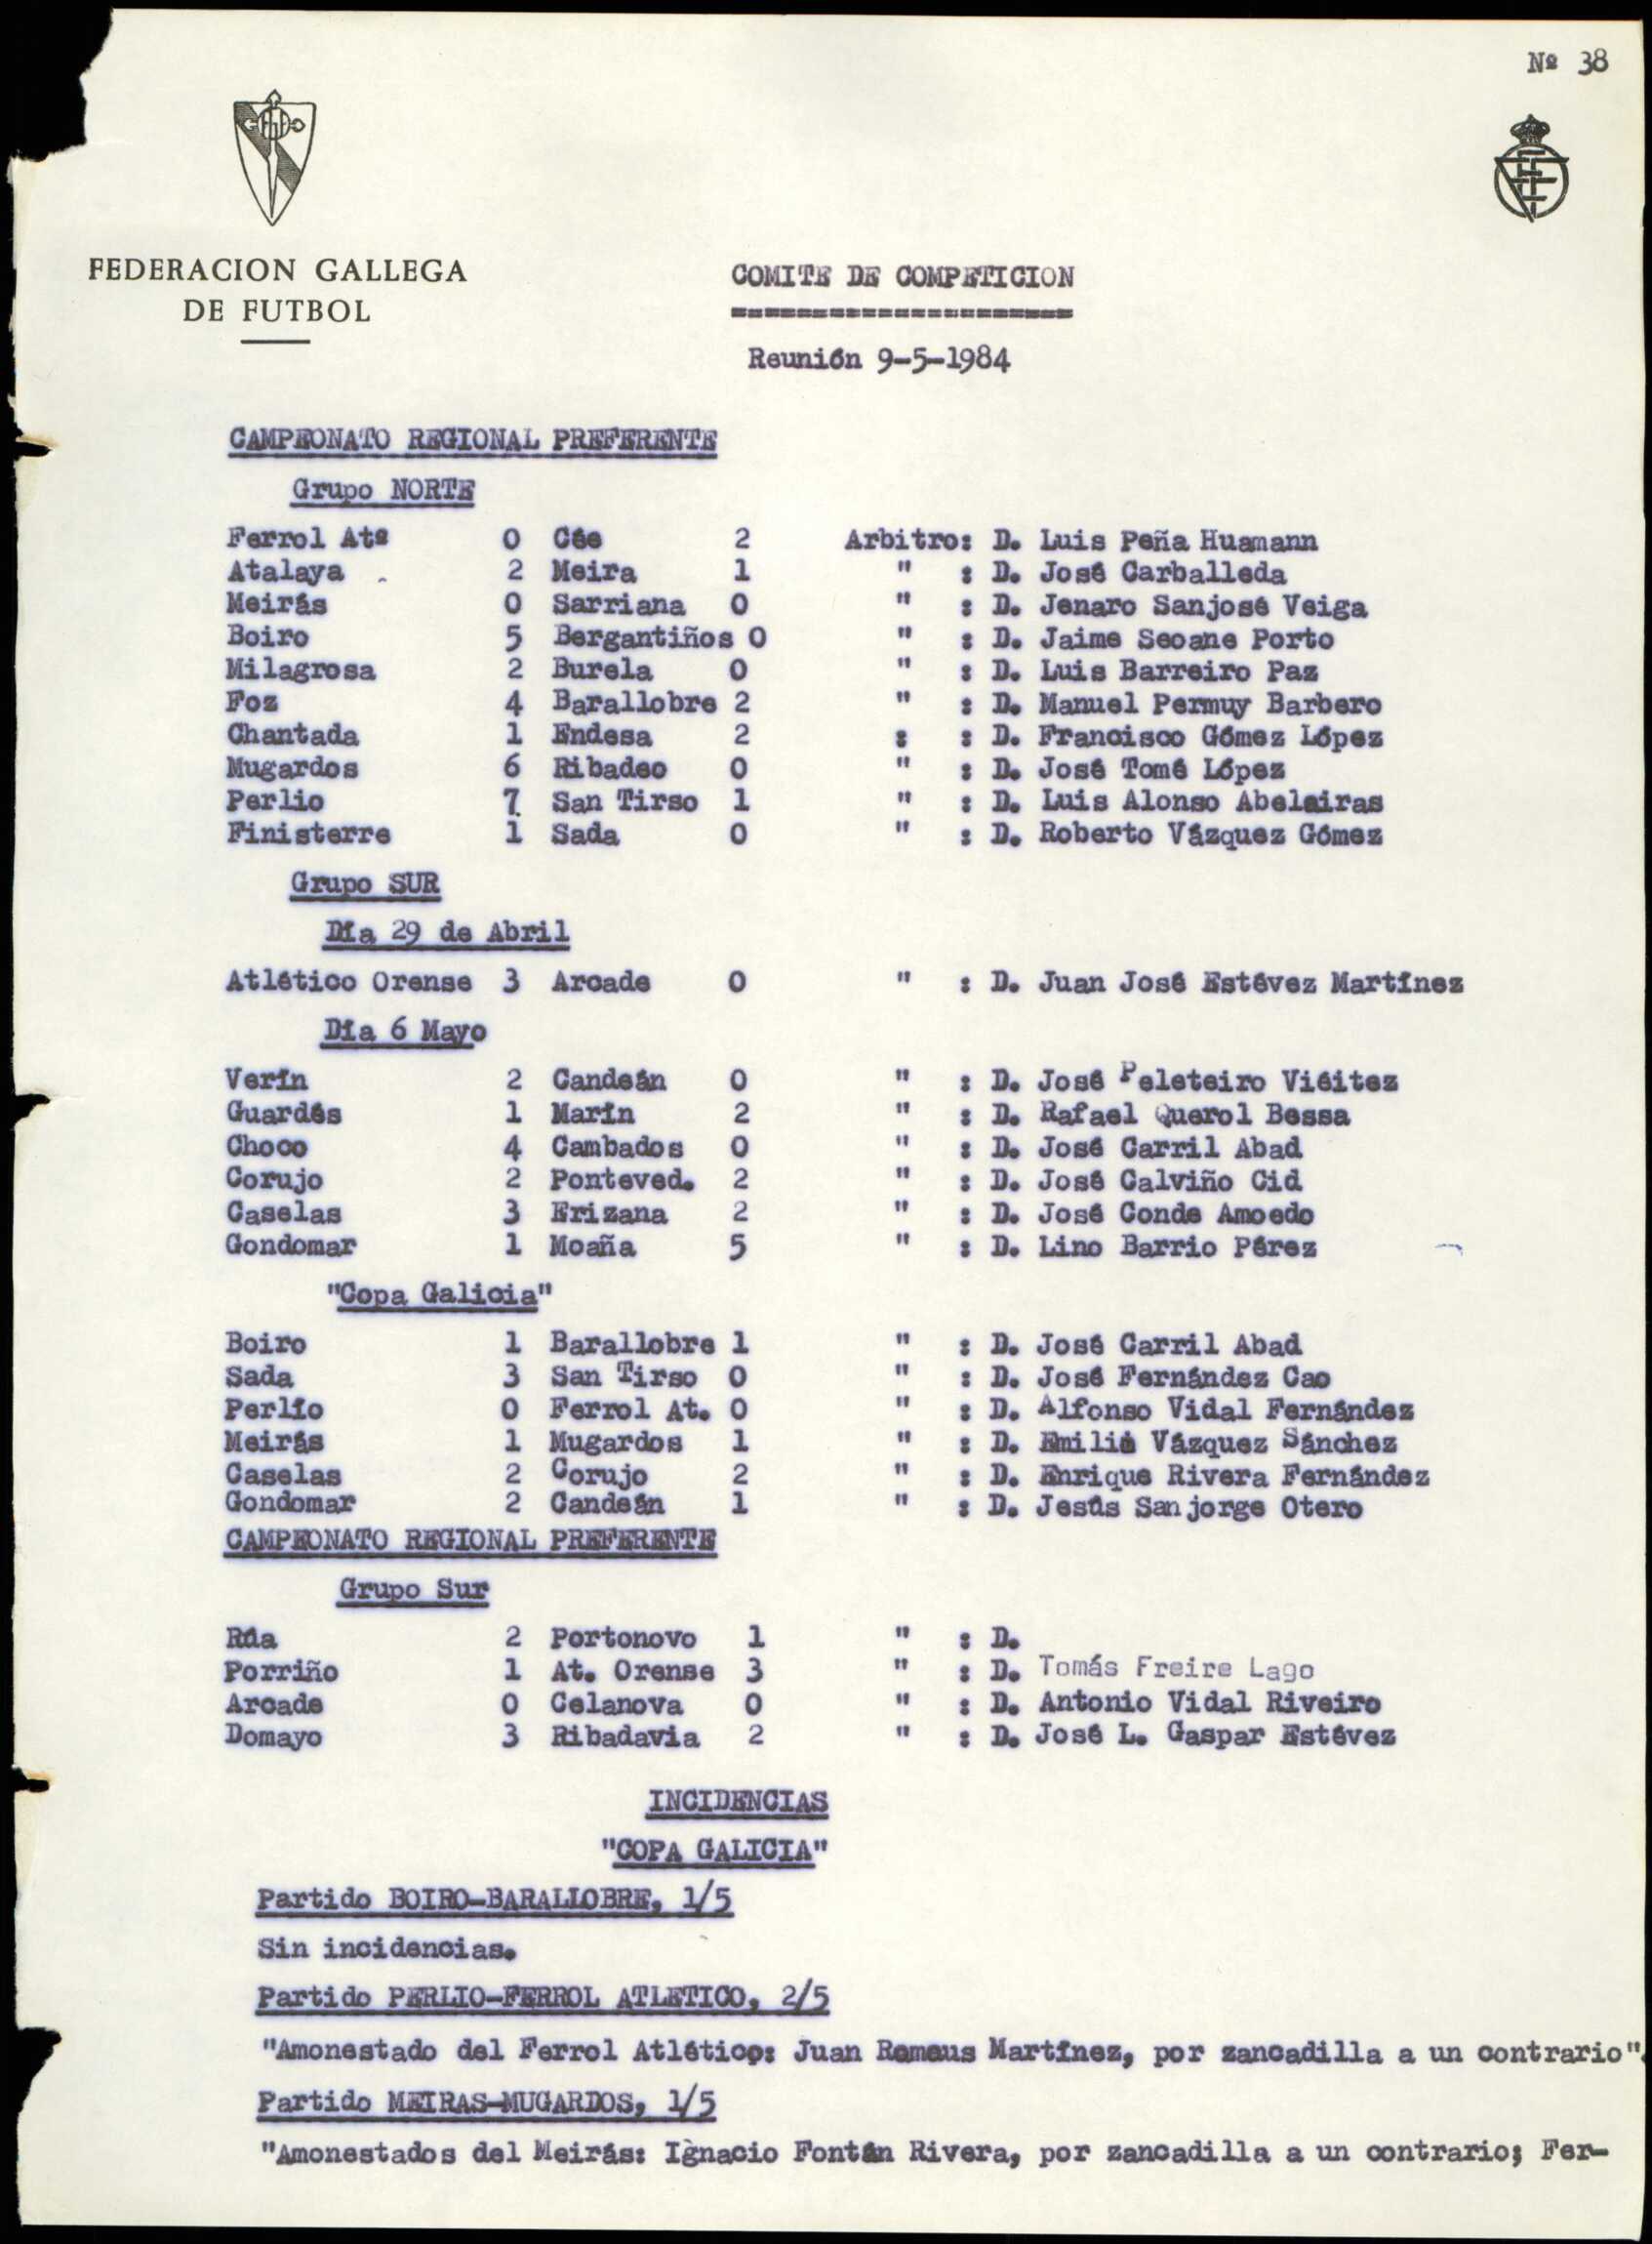 Nº 38
FEDERACION GALLEGA
DE FUTBOL
COMITE DE COMPETICION
=====================
Reunión 9-5-1984
CAMPEONATO REGIONAL PREFERENTE
Grupo NORTE
Ferrol Atº 0 Cée 2 Arbitro: D. Luis Peña Huamann
Atalaya 2 Meira 1 " : D. José Carballeda
Meirás 0 Sarriana 0 " : D. Jenaro Sanjosé Veiga
Boiro 5 Bergantiños 0 " : D. Jaime Seoane Porto
Milagrosa 2 Burela 0 " : D. Luis Barreiro Paz
Foz 4 Barallobre 2 " : D. Manuel Permuy Barbero
Chantada 1 Endesa 2 : : D. Francisco Gómez López
Mugardos 6 Ribadeo 0 " : D. José Tomé López
Perlio 7 San Tirso 1 " : D. Luis Alonso Abeleiras
Finisterre 1 Sada 0 " : D. Roberto Vázquez Gómez
Grupo SUR
Día 29 de Abril
Atlético Orense 3 Arcade 0 " : D. Juan José Estévez Martínez
Día 6 Mayo
Verín 2 Candeán 0 " : D. José Peleteiro Viéitez
Guardés 1 Marín 2 " : D. Rafael Querol Bessa
Choco 4 Cambados 0 " : D. José Carril Abad
Corujo 2 Ponteved. 2 " : D. José Calviño Cid
Caselas 3 Erizana 2 " : D. José Conde Amoedo
Gondomar 1 Moaña 5 " : D. Lino Barrio Pérez
"Copa Galicia"
Boiro 1 Barallobre 1 " : D. José Carril Abad
Sada 3 San Tirso 0 " : D. José Fernández Cao
Perlío 0 Ferrol At. 0 " : D. Alfonso Vidal Fernández
Meirás 1 Mugardos 1 " : D. Emilio Vázquez Sánchez
Caselas 2 Corujo 2 " : D. Enrique Rivera Fernández
Gondomar 2 Candeán 1 " : D. Jesús Sanjorge Otero
CAMPEONATO REGIONAL PREFERENTE
Grupo Sur
Rúa 2 Portonovo 1 " : D.
Porriño 1 At. Orense 3 " : D. Tomás Freire Lago
Arcade 0 Celanova 0 " : D. Antonio Vidal Riveiro
Domayo 3 Ribadavia 2 " : D. José L. Gaspar Estévez
INCIDENCIAS
"COPA GALICIA"
Partido BOIRO-BARALLOBRE, 1/5
Sin incidencias.
Partido PERLIO-FERROL ATLETICO, 2/5
"Amonestado del Ferrol Atlético: Juan Romeus Martínez, por zancadilla a un contrario".
Partido MEIRAS-MUGARDOS, 1/5
"Amonestados del Meirás: Ignacio Fontán Rivera, por zancadilla a un contrario; Fer-